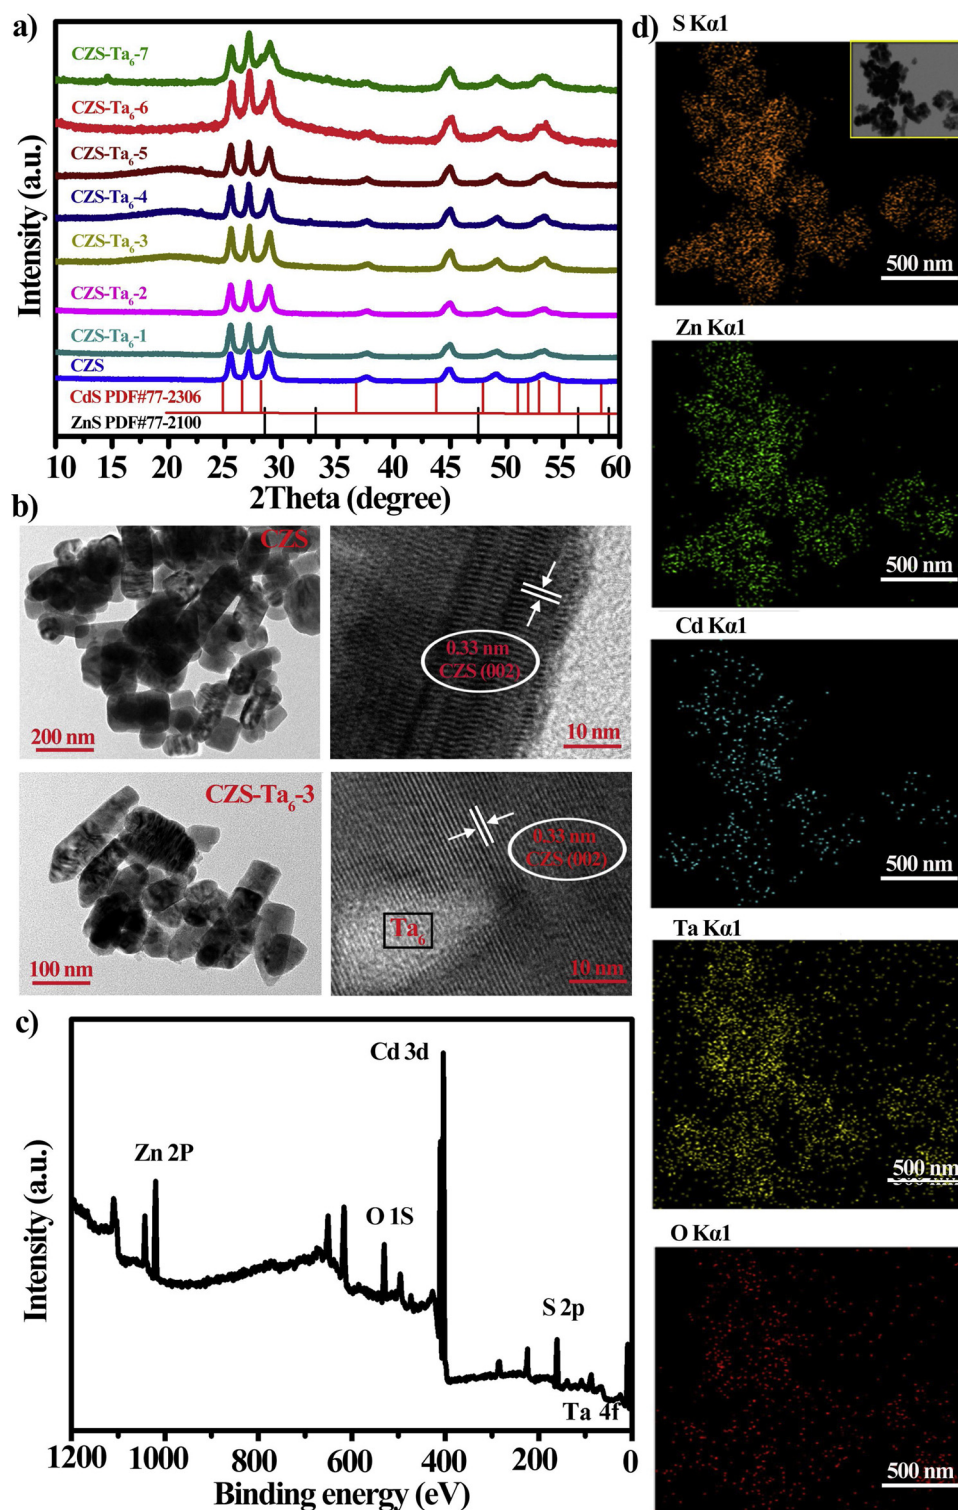 a)
CZS-Ta₆-7
CZS-Ta₆-6
CZS-Ta₆-5
CZS-Ta₆-4
CZS-Ta₆-3
CZS-Ta₆-2
CZS-Ta₆-1
CZS
CdS PDF#77-2306
ZnS PDF#77-2100
Intensity (a.u.)
10 15 20 25 30 35 40 45 50 55 60
2Theta (degree)
b)
CZS
200 nm
0.33 nm
CZS (002)
10 nm
CZS-Ta₆-3
100 nm
0.33 nm
CZS (002)
Ta₆
10 nm
c)
Cd 3d
Zn 2P
O 1S
S 2p
Ta 4f
Intensity (a.u.)
1200 1000 800 600 400 200 0
Binding energy (eV)
d)
S Kα1
500 nm
Zn Kα1
500 nm
Cd Kα1
500 nm
Ta Kα1
500 nm
O Kα1
500 nm